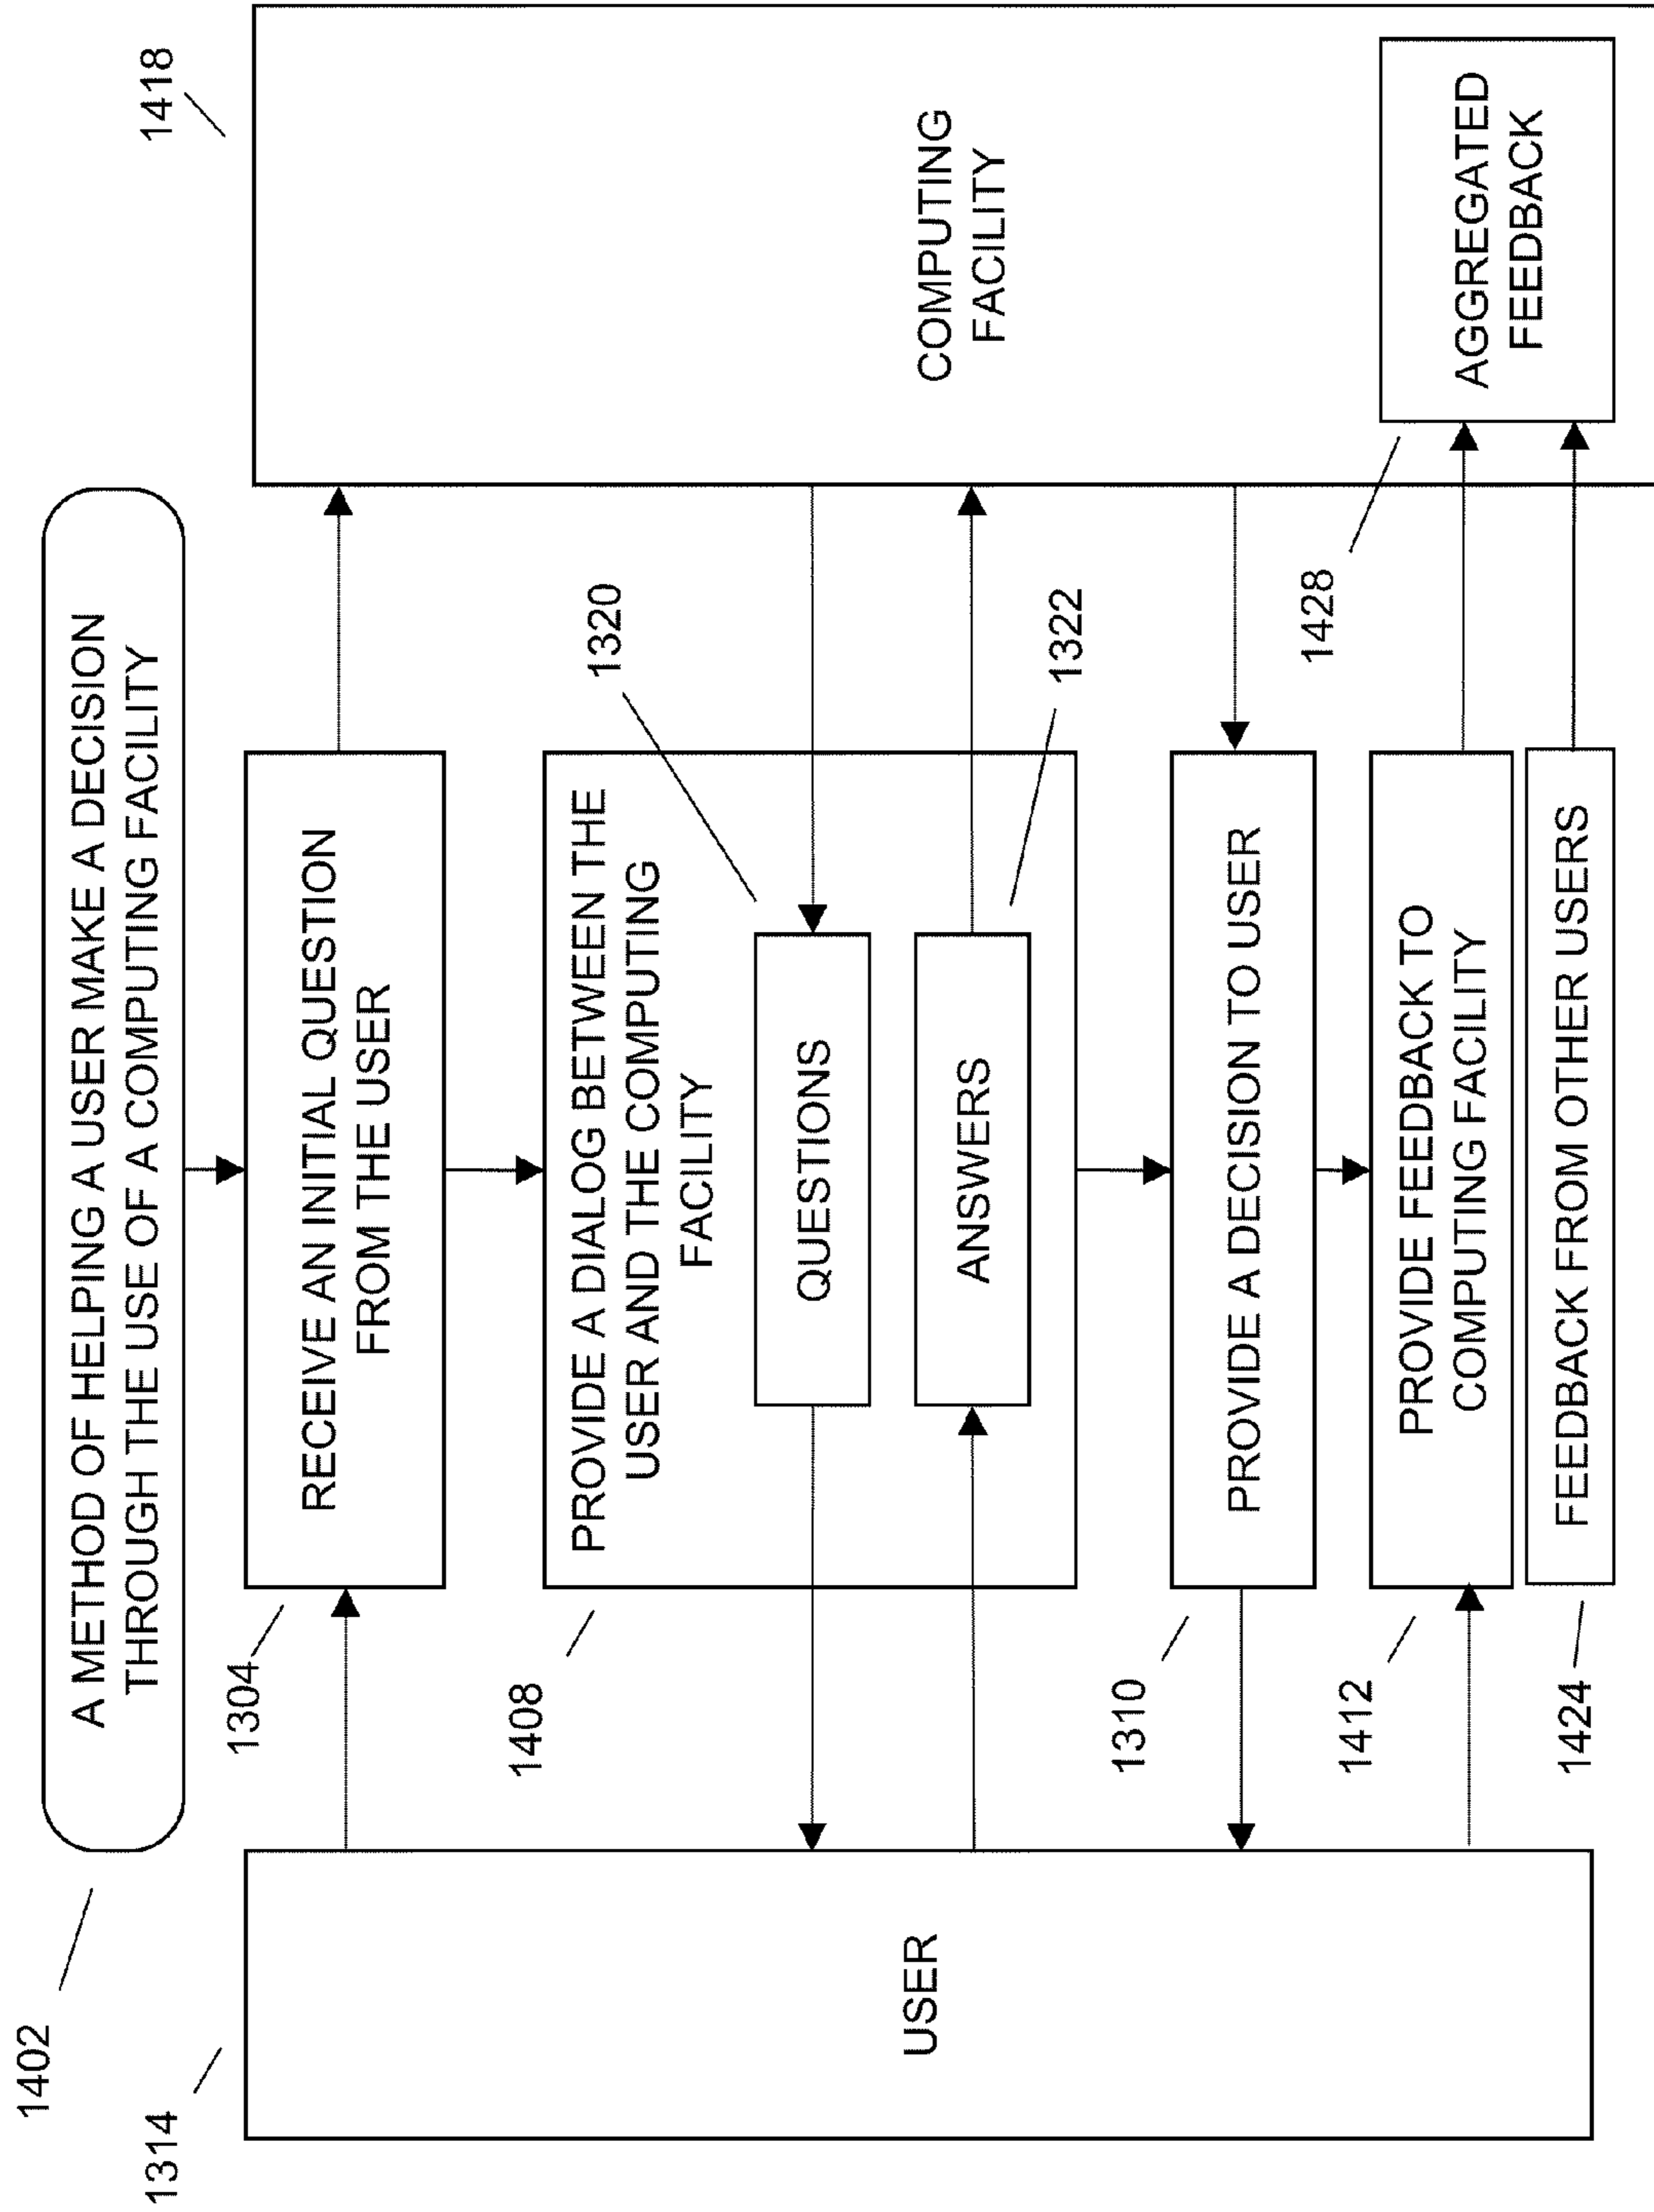 1402
A METHOD OF HELPING A USER MAKE A DECISION
THROUGH THE USE OF A COMPUTING FACILITY
1314
USER
1304
RECEIVE AN INITIAL QUESTION
FROM THE USER
1408
PROVIDE A DIALOG BETWEEN THE
USER AND THE COMPUTING
FACILITY
1320
QUESTIONS
ANSWERS
1322
1310
PROVIDE A DECISION TO USER
1412
PROVIDE FEEDBACK TO
COMPUTING FACILITY
1424
FEEDBACK FROM OTHER USERS
1418
COMPUTING
FACILITY
1428
AGGREGATED
FEEDBACK